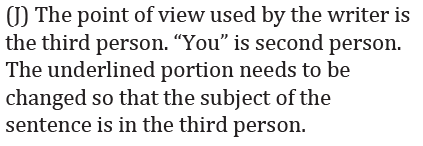 (J) The point of view used by the writer is
the third person. “You” is second person.
The underlined portion needs to be
changed so that the subject of the
sentence is in the third person.